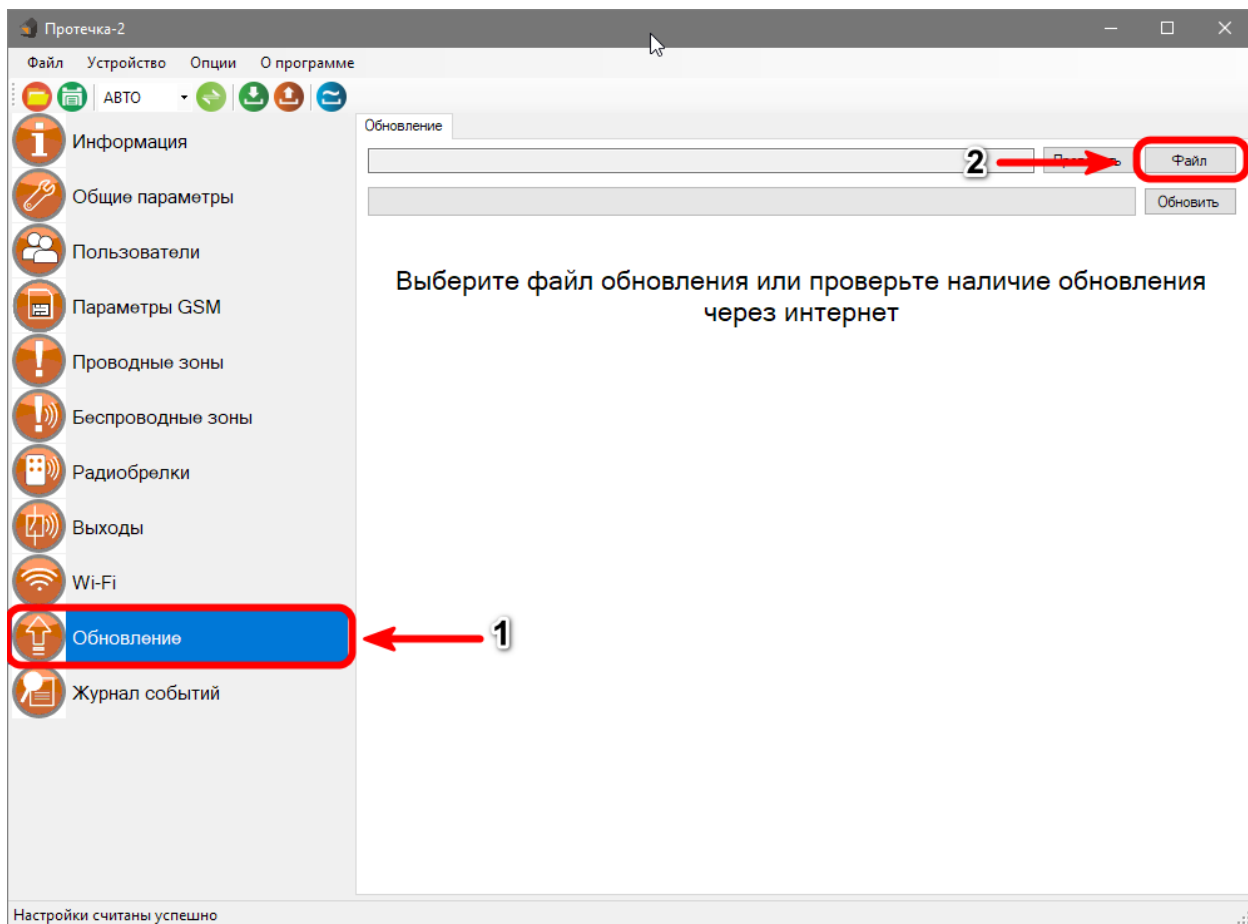 Протечка-2
Файл Устройство Опции О программе
АВТО
Информация
Общие параметры
Пользователи
Параметры GSM
Проводные зоны
Беспроводные зоны
Радиобрелки
Выходы
Wi-Fi
Обновление
1
Журнал событий
Обновление
2
Файл
Обновить
Выберите файл обновления или проверьте наличие обновления
через интернет
Настройки считаны успешно